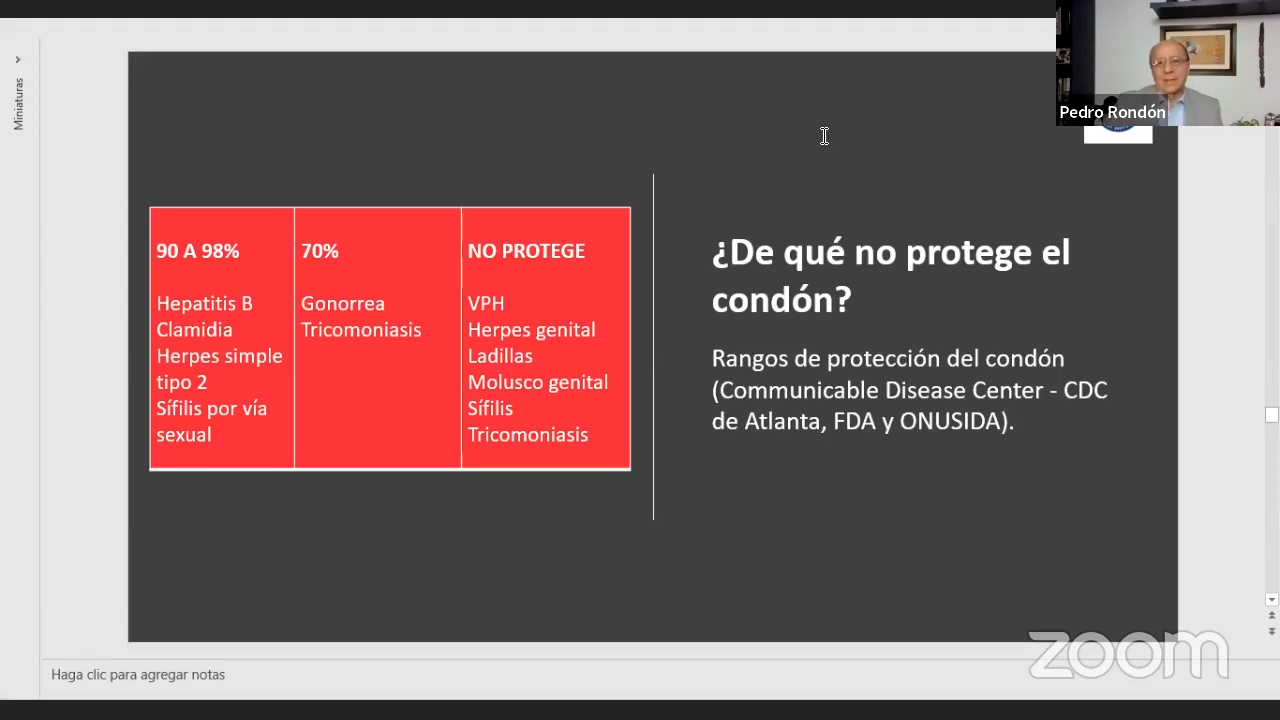 Miniaturas
Pedro Rondón
90 A 98%
Hepatitis B
Clamidia
Herpes simple
tipo 2
Sífilis por vía
sexual
70%
Gonorrea
Tricomoniasis
NO PROTEGE
VPH
Herpes genital
Ladillas
Molusco genital
Sífilis
Tricomoniasis
¿De qué no protege el
condón?
Rangos de protección del condón
(Communicable Disease Center - CDC
de Atlanta, FDA y ONUSIDA).
Haga clic para agregar notas
zoom